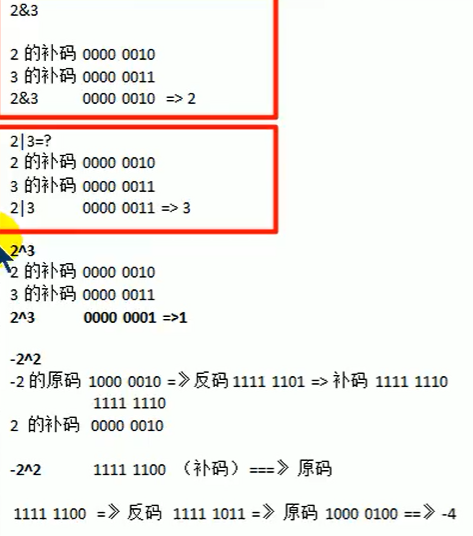 2&3
2 的补码 0000 0010
3 的补码 0000 0011
2&3 0000 0010 => 2
2|3=?
2 的补码 0000 0010
3 的补码 0000 0011
2|3 0000 0011 => 3
2^3
2 的补码 0000 0010
3 的补码 0000 0011
2^3 0000 0001 =>1
-2^2
-2 的原码 1000 0010 =》反码 1111 1101 => 补码 1111 1110
1111 1110
2 的补码 0000 0010
-2^2 1111 1100 （补码）===》 原码
1111 1100 =》 反码 1111 1011 =》 原码 1000 0100 ==》 -4